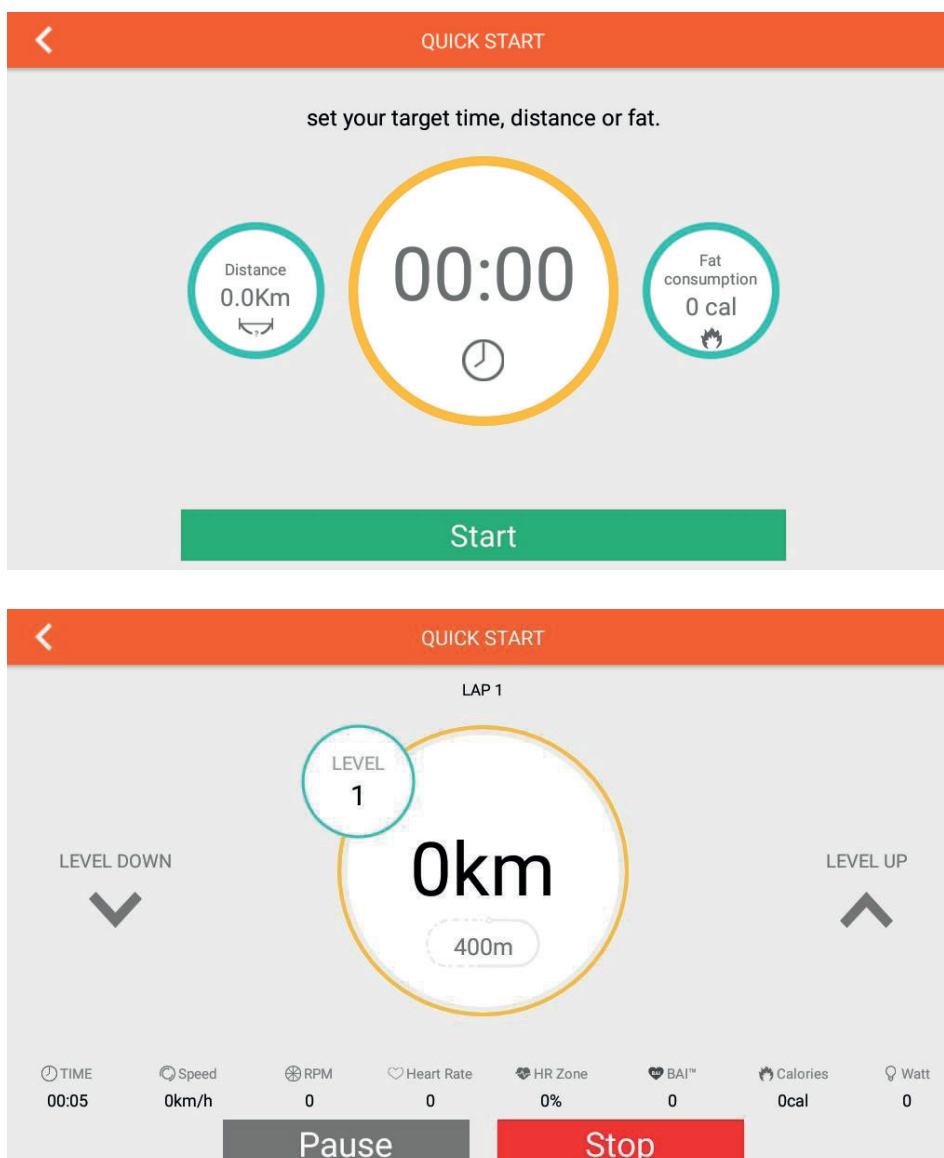 QUICK START
set your target time, distance or fat.
Distance
0.0Km
?
00:00
Fat
consumption
0 cal
Start
QUICK START
LAP 1
LEVEL
1
LEVEL DOWN
0km
400m
LEVEL UP
TIME Speed RPM Heart Rate HR Zone BAI™ Calories Watt
00:05 0km/h 0 0 0% 0 0cal 0
Pause Stop